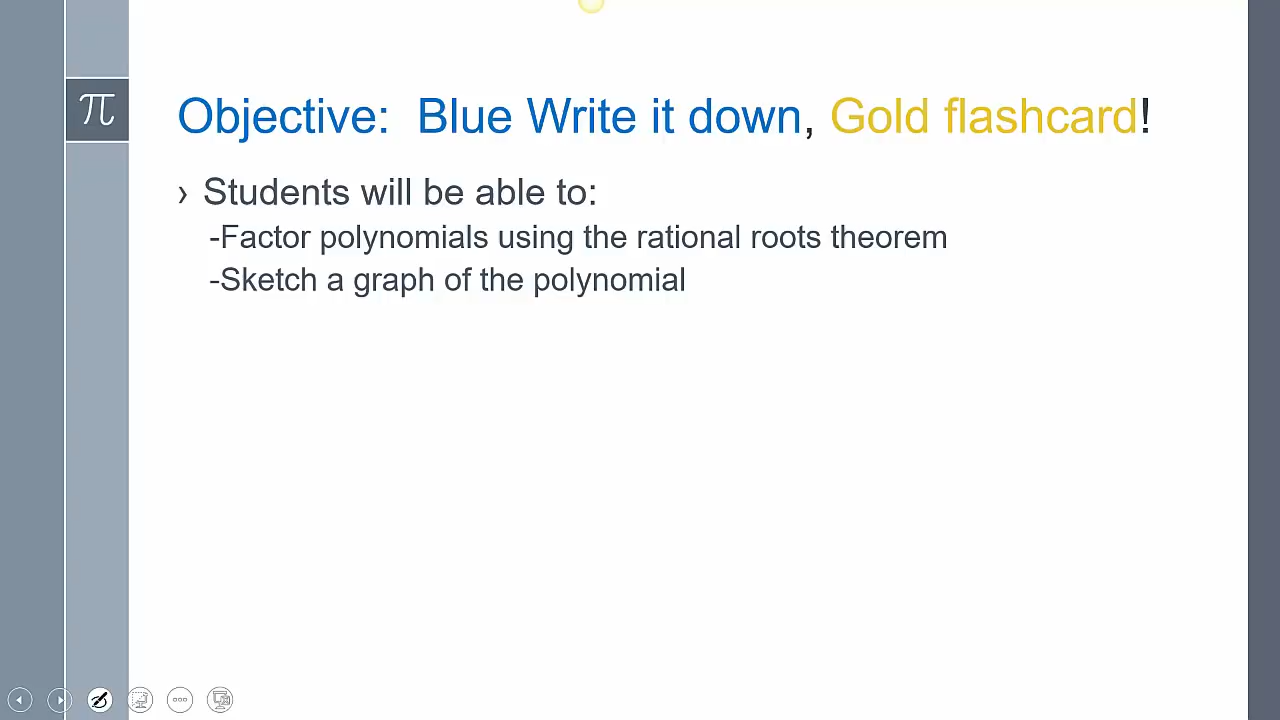 π
Objective:  Blue Write it down, Gold flashcard!
› Students will be able to:
-Factor polynomials using the rational roots theorem
-Sketch a graph of the polynomial